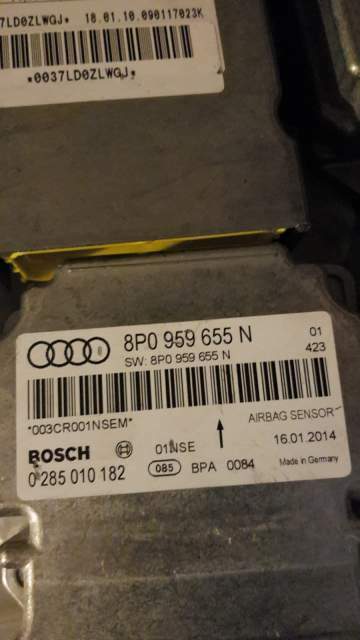 7LD0ZLWGJ* 18.01.10.090117023K
*0037LD0ZLWGJ*
8P0 959 655 N 01
SW: 8P0 959 655 N 423
*003CR001NSEM* AIRBAG SENSOR
BOSCH 01NSE 16.01.2014
0 285 010 182 085 BPA 0084 Made in Germany